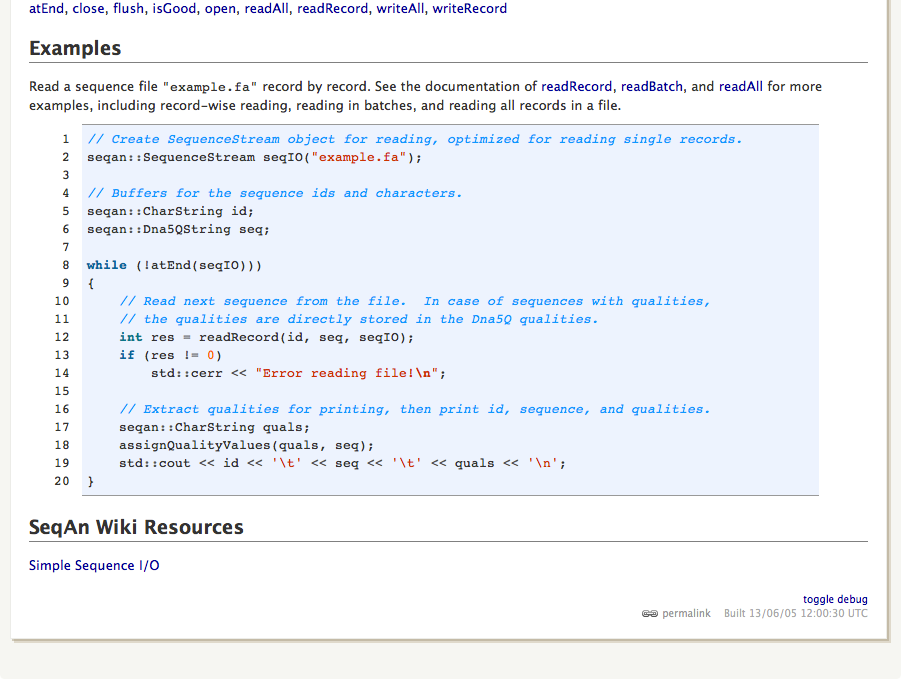 atEnd, close, flush, isGood, open, readAll, readRecord, writeAll, writeRecord
Examples
Read a sequence file "example.fa" record by record. See the documentation of readRecord, readBatch, and readAll for more
examples, including record-wise reading, reading in batches, and reading all records in a file.
1 // Create SequenceStream object for reading, optimized for reading single records.
2 seqan::SequenceStream seqIO("example.fa");
3
4 // Buffers for the sequence ids and characters.
5 seqan::CharString id;
6 seqan::Dna5QString seq;
7
8 while (!atEnd(seqIO)))
9 {
10     // Read next sequence from the file.  In case of sequences with qualities,
11     // the qualities are directly stored in the Dna5Q qualities.
12     int res = readRecord(id, seq, seqIO);
13     if (res != 0)
14         std::cerr << "Error reading file!\n";
15
16     // Extract qualities for printing, then print id, sequence, and qualities.
17     seqan::CharString quals;
18     assignQualityValues(quals, seq);
19     std::cout << id << '\t' << seq << '\t' << quals << '\n';
20 }
SeqAn Wiki Resources
Simple Sequence I/O
toggle debug
permalink Built 13/06/05 12:00:30 UTC